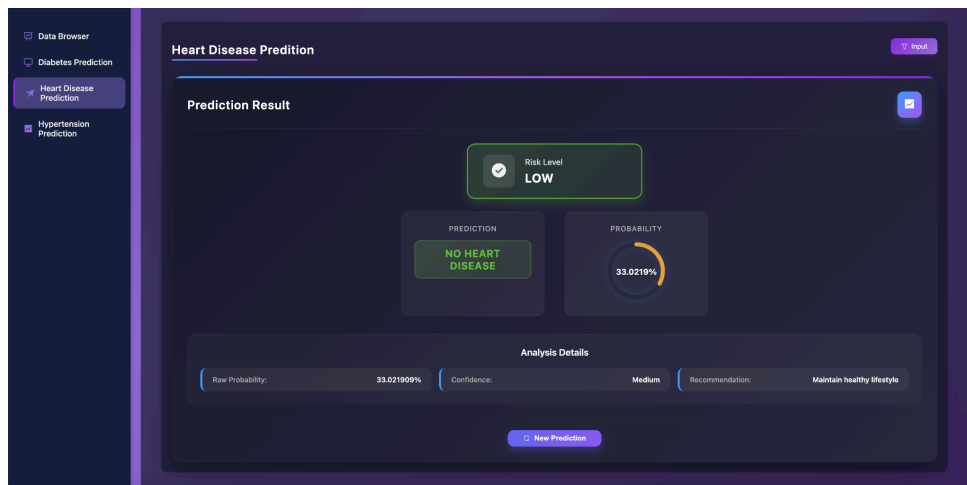 Data Browser
Diabetes Prediction
Heart Disease
Prediction
Hypertension
Prediction
Heart Disease Predition
Input
Prediction Result
Risk Level
LOW
PREDICTION
NO HEART
DISEASE
PROBABILITY
33.0219%
Analysis Details
Raw Probability:
33.021909%
Confidence:
Medium
Recommendation:
Maintain healthy lifestyle
New Prediction